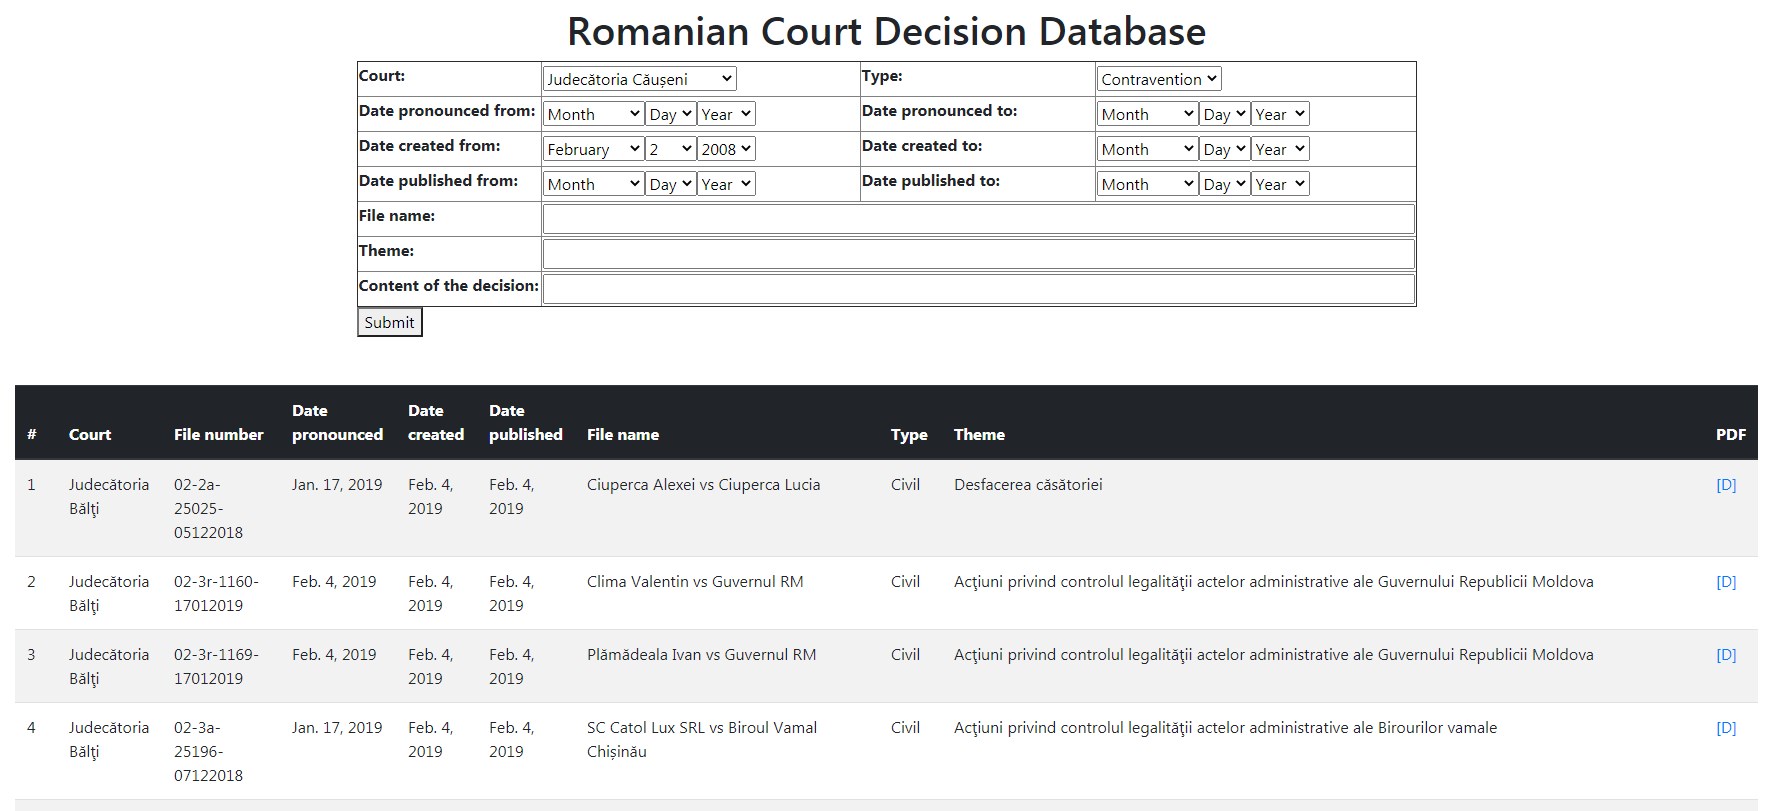 Romanian Court Decision Database
Court: Judecătoria Căușeni Type: Contravention
Date pronounced from: Month Day Year Date pronounced to: Month Day Year
Date created from: February 2 2008 Date created to: Month Day Year
Date published from: Month Day Year Date published to: Month Day Year
File name:
Theme:
Content of the decision:
Submit
# Court File number Date pronounced Date created Date published File name Type Theme PDF
1 Judecătoria Bălţi 02-2a-25025-05122018 Jan. 17, 2019 Feb. 4, 2019 Feb. 4, 2019 Ciuperca Alexei vs Ciuperca Lucia Civil Desfacerea căsătoriei [D]
2 Judecătoria Bălţi 02-3r-1160-17012019 Feb. 4, 2019 Feb. 4, 2019 Feb. 4, 2019 Clima Valentin vs Guvernul RM Civil Acţiuni privind controlul legalităţii actelor administrative ale Guvernului Republicii Moldova [D]
3 Judecătoria Bălţi 02-3r-1169-17012019 Feb. 4, 2019 Feb. 4, 2019 Feb. 4, 2019 Plămădeala Ivan vs Guvernul RM Civil Acţiuni privind controlul legalităţii actelor administrative ale Guvernului Republicii Moldova [D]
4 Judecătoria Bălţi 02-3a-25196-07122018 Jan. 17, 2019 Feb. 4, 2019 Feb. 4, 2019 SC Catol Lux SRL vs Biroul Vamal Chișinău Civil Acţiuni privind controlul legalităţii actelor administrative ale Birourilor vamale [D]